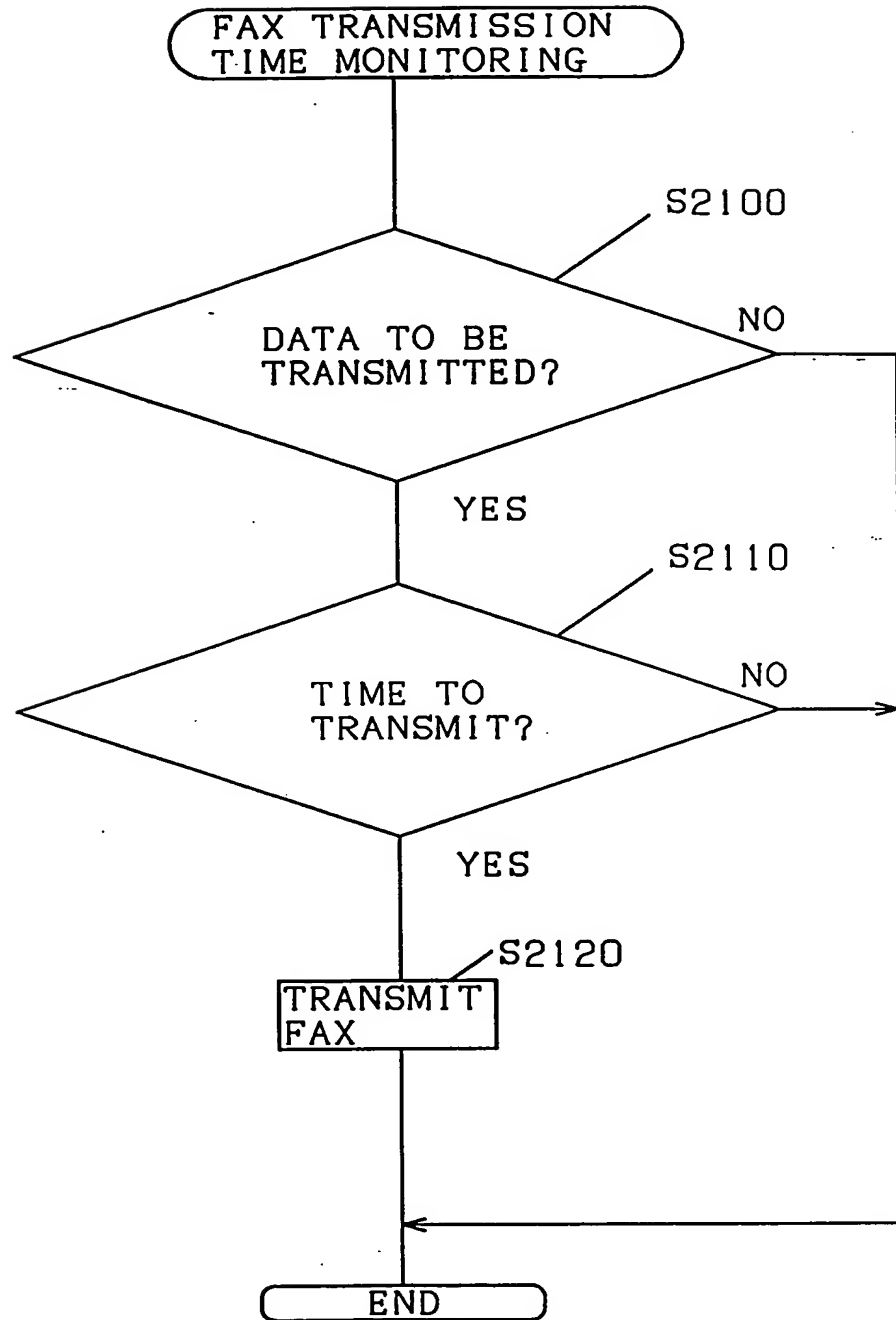 FAX TRANSMISSION
TIME MONITORING
S2100
DATA TO BE
TRANSMITTED?
NO
YES
S2110
TIME TO
TRANSMIT?
NO
YES
S2120
TRANSMIT
FAX
END